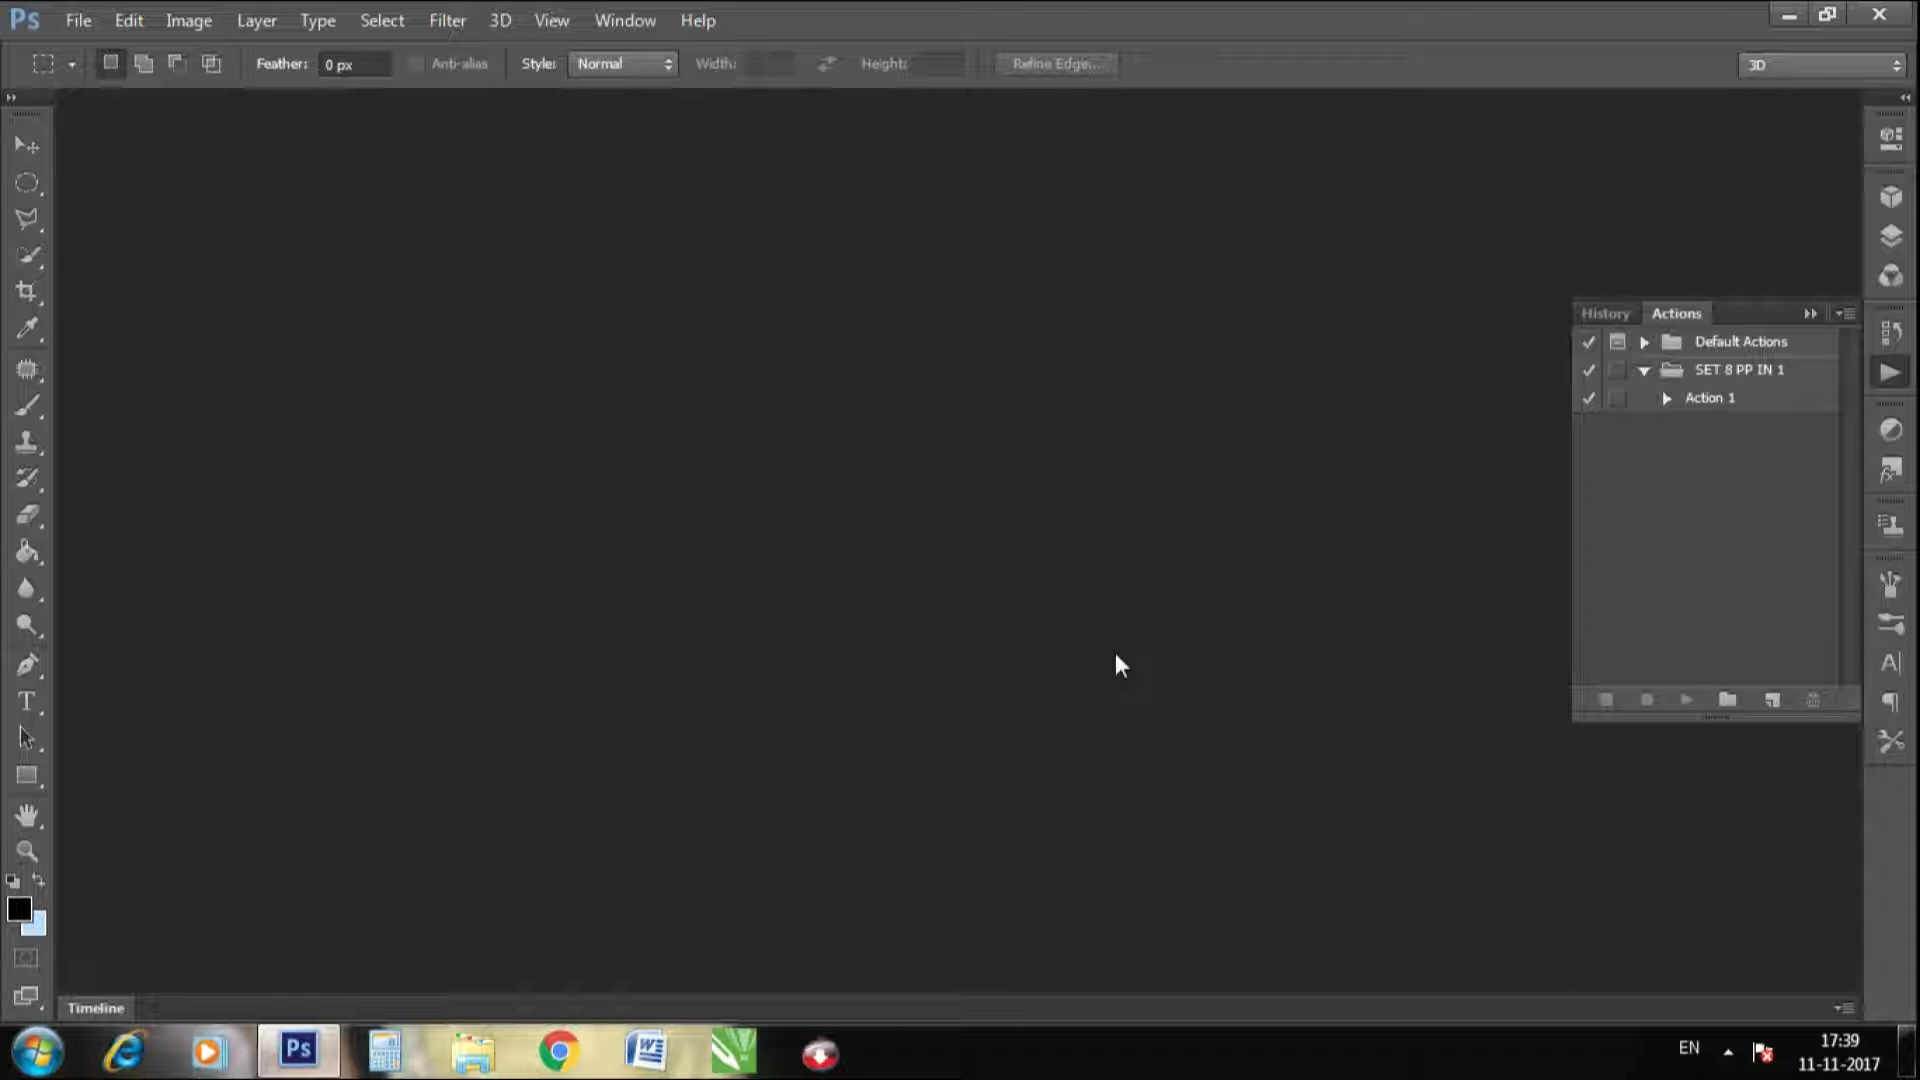 Ps File Edit Image Layer Type Select Filter 3D View Window Help
Feather: 0 px Anti-alias Style: Normal Width: Height: Refine Edge... 3D
History Actions
Default Actions
SET 8 PP IN 1
Action 1
Timeline
Ps
EN
17:39
11-11-2017